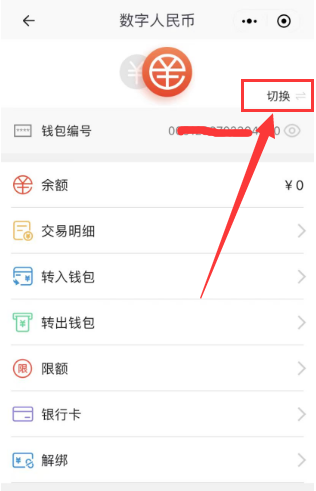 数字人民币
切换
钱包编号
余额 ¥0
交易明细
转入钱包
转出钱包
限 限额
银行卡
解绑